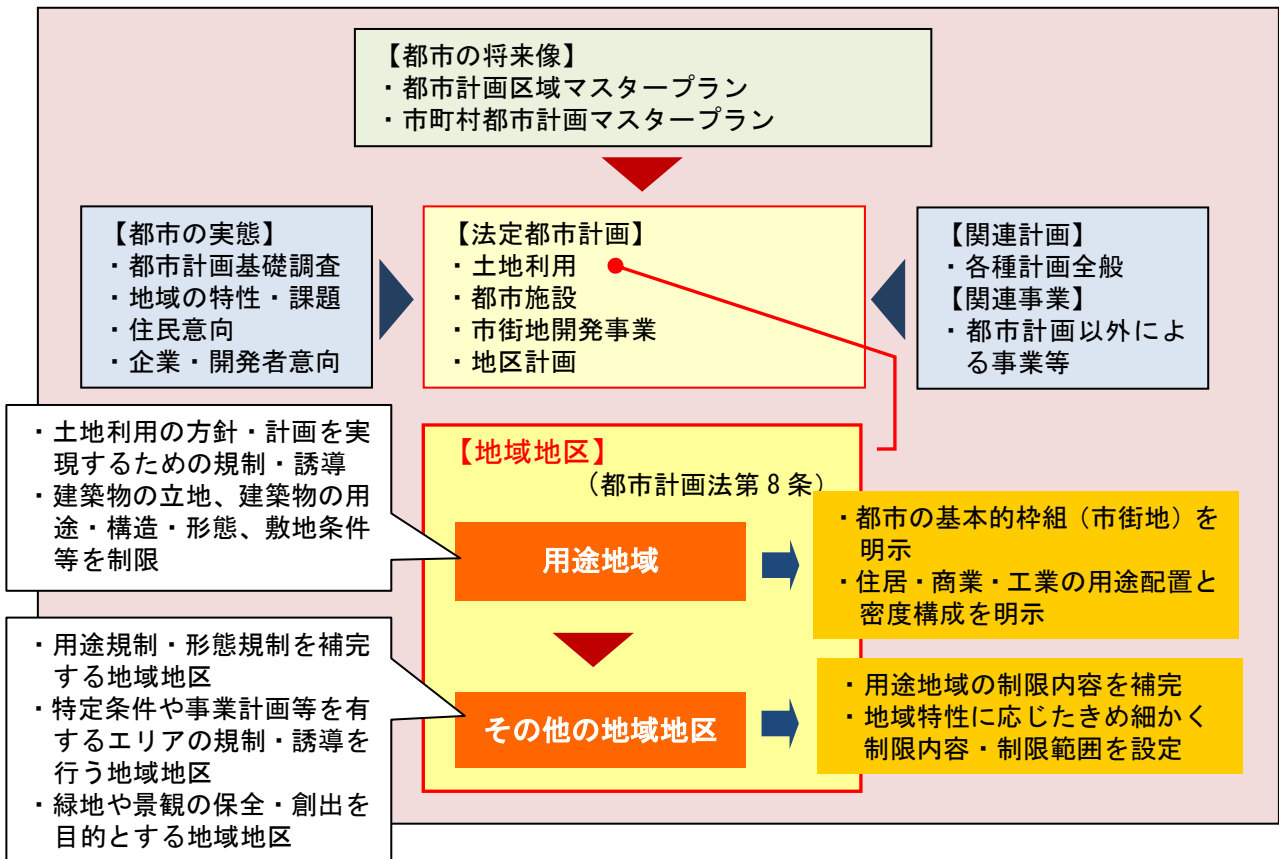 【都市の将来像】
・都市計画区域マスタープラン
・市町村都市計画マスタープラン
【都市の実態】
・都市計画基礎調査
・地域の特性・課題
・住民意向
・企業・開発者意向
【法定都市計画】
・土地利用
・都市施設
・市街地開発事業
・地区計画
【関連計画】
・各種計画全般
【関連事業】
・都市計画以外によ
る事業等
・土地利用の方針・計画を実
現するための規制・誘導
・建築物の立地、建築物の用
途・構造・形態、敷地条件
等を制限
【地域地区】
（都市計画法第８条）
用途地域
・都市の基本的枠組（市街地）を
明示
・住居・商業・工業の用途配置と
密度構成を明示
・用途規制・形態規制を補完
する地域地区
・特定条件や事業計画等を有
するエリアの規制・誘導を
行う地域地区
・緑地や景観の保全・創出を
目的とする地域地区
その他の地域地区
・用途地域の制限内容を補完
・地域特性に応じたきめ細かく
制限内容・制限範囲を設定